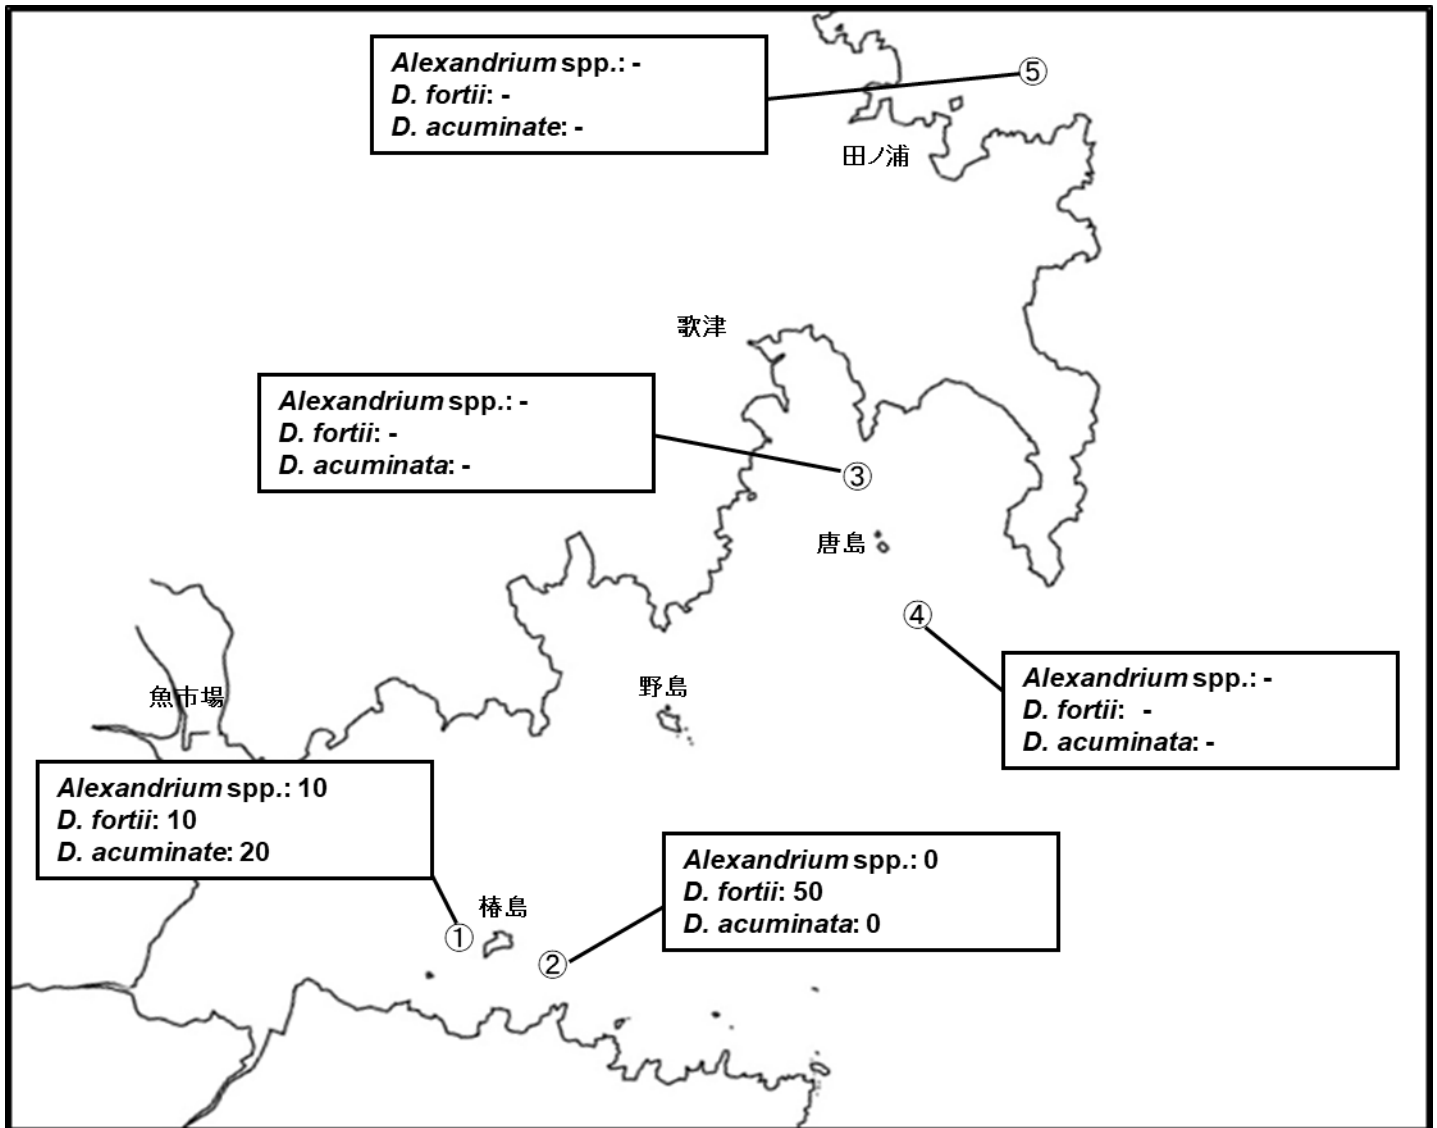 Alexandrium spp.: -
D. fortii: -
D. acuminate: -
⑤
田ノ浦
歌津
Alexandrium spp.: -
D. fortii: -
D. acuminata: -
③
唐島
④
Alexandrium spp.: -
D. fortii: -
D. acuminata: -
野島
魚市場
Alexandrium spp.: 10
D. fortii: 10
D. acuminate: 20
Alexandrium spp.: 0
D. fortii: 50
D. acuminata: 0
椿島
①
②